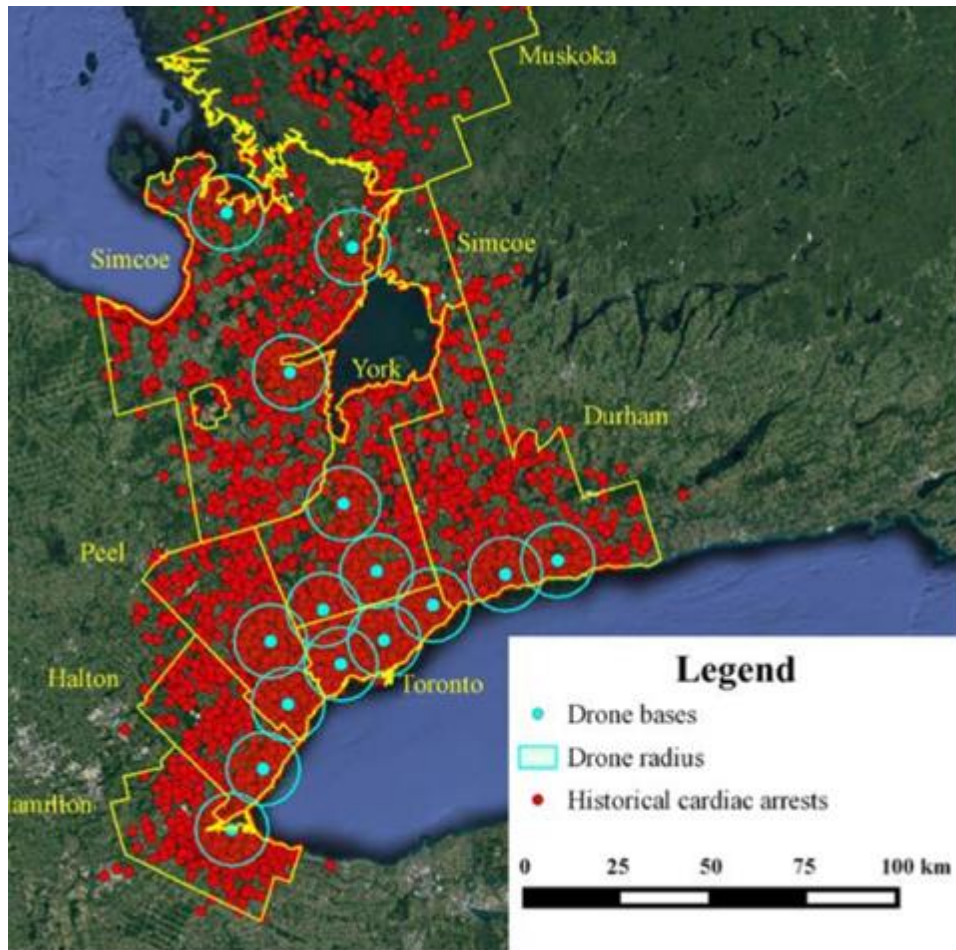 Muskoka
Simcoe
Simcoe
York
Durham
Peel
Halton
Toronto
Hamilton
Legend
Drone bases
Drone radius
Historical cardiac arrests
0 25 50 75 100 km